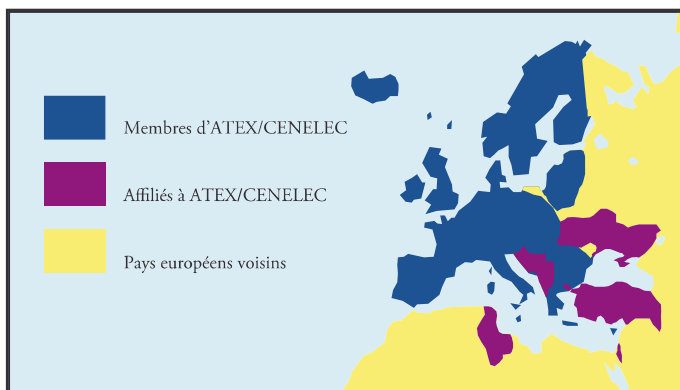 Membres d'ATEX/CENELEC
Affiliés à ATEX/CENELEC
Pays européens voisins